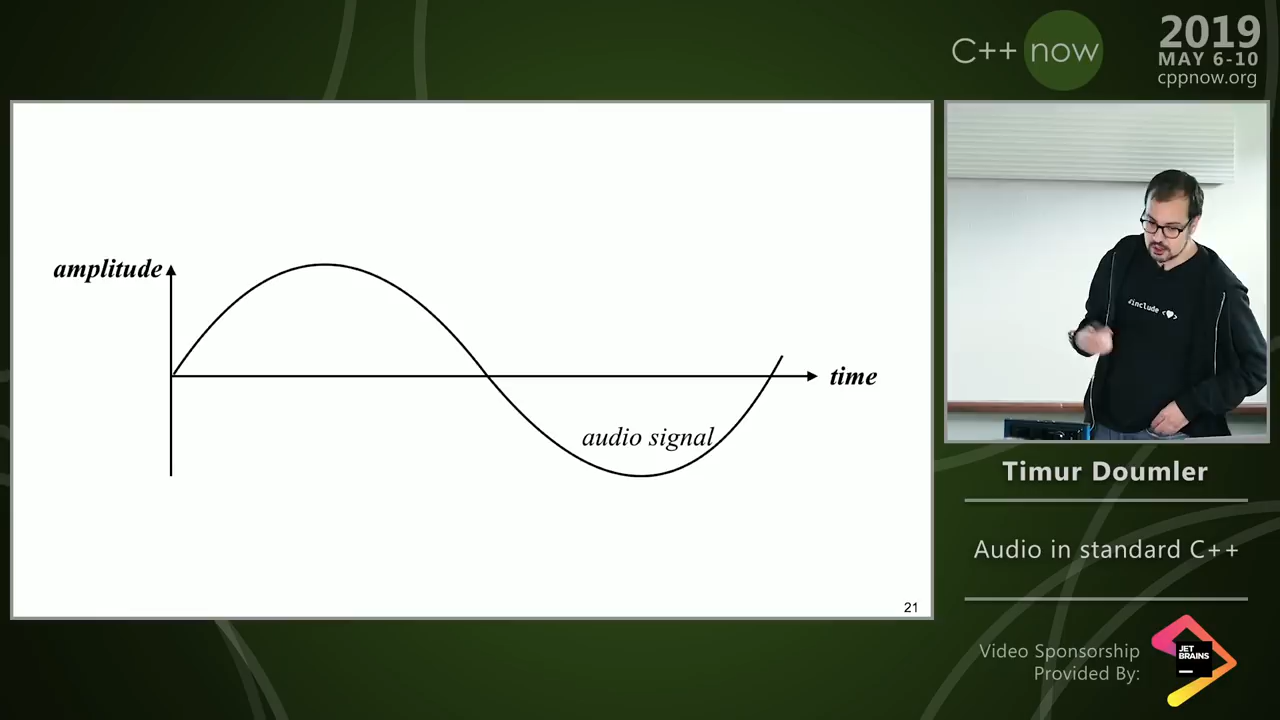 C++ now
2019
MAY 6-10
cppnow.org
amplitude
time
audio signal
21
#include <♥>
Timur Doumler
Audio in standard C++
Video Sponsorship
Provided By:
JET
BRAINS